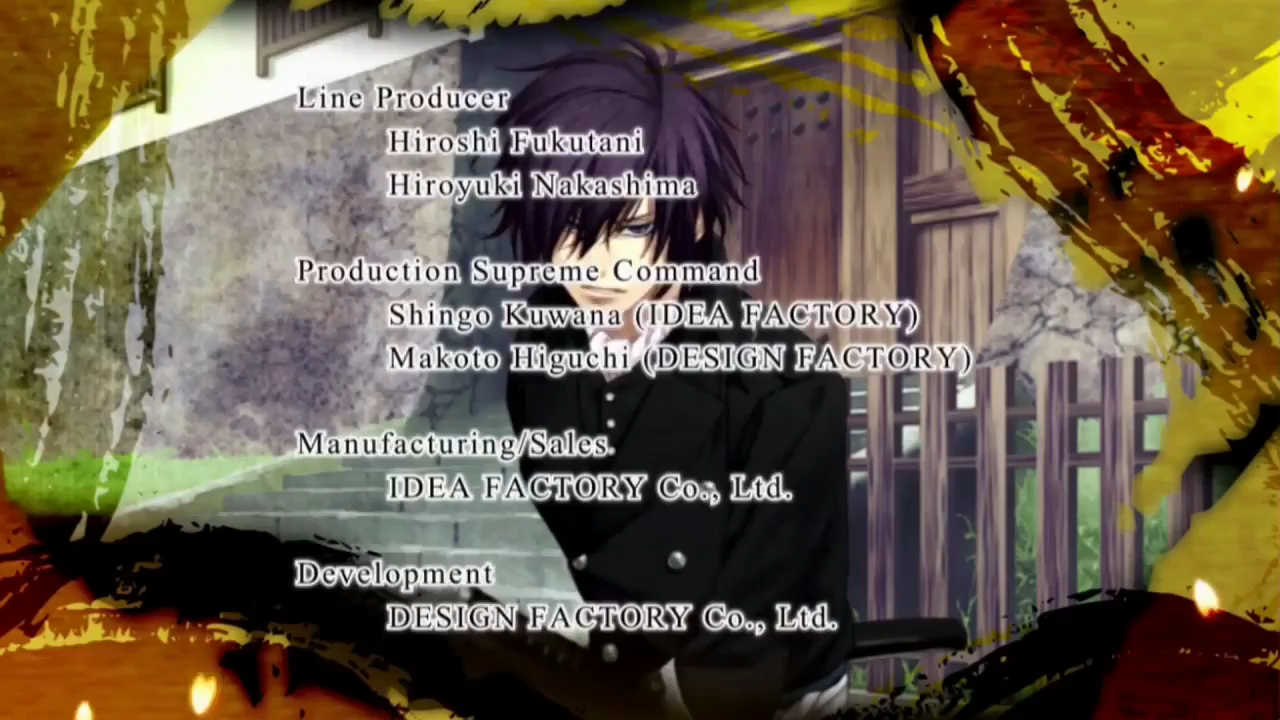 Line Producer
Hiroshi Fukutani
Hiroyuki Nakashima
Production Supreme Command
Shingo Kuwana (IDEA FACTORY)
Makoto Higuchi (DESIGN FACTORY)
Manufacturing/Sales.
IDEA FACTORY Co., Ltd.
Development
DESIGN FACTORY Co., Ltd.